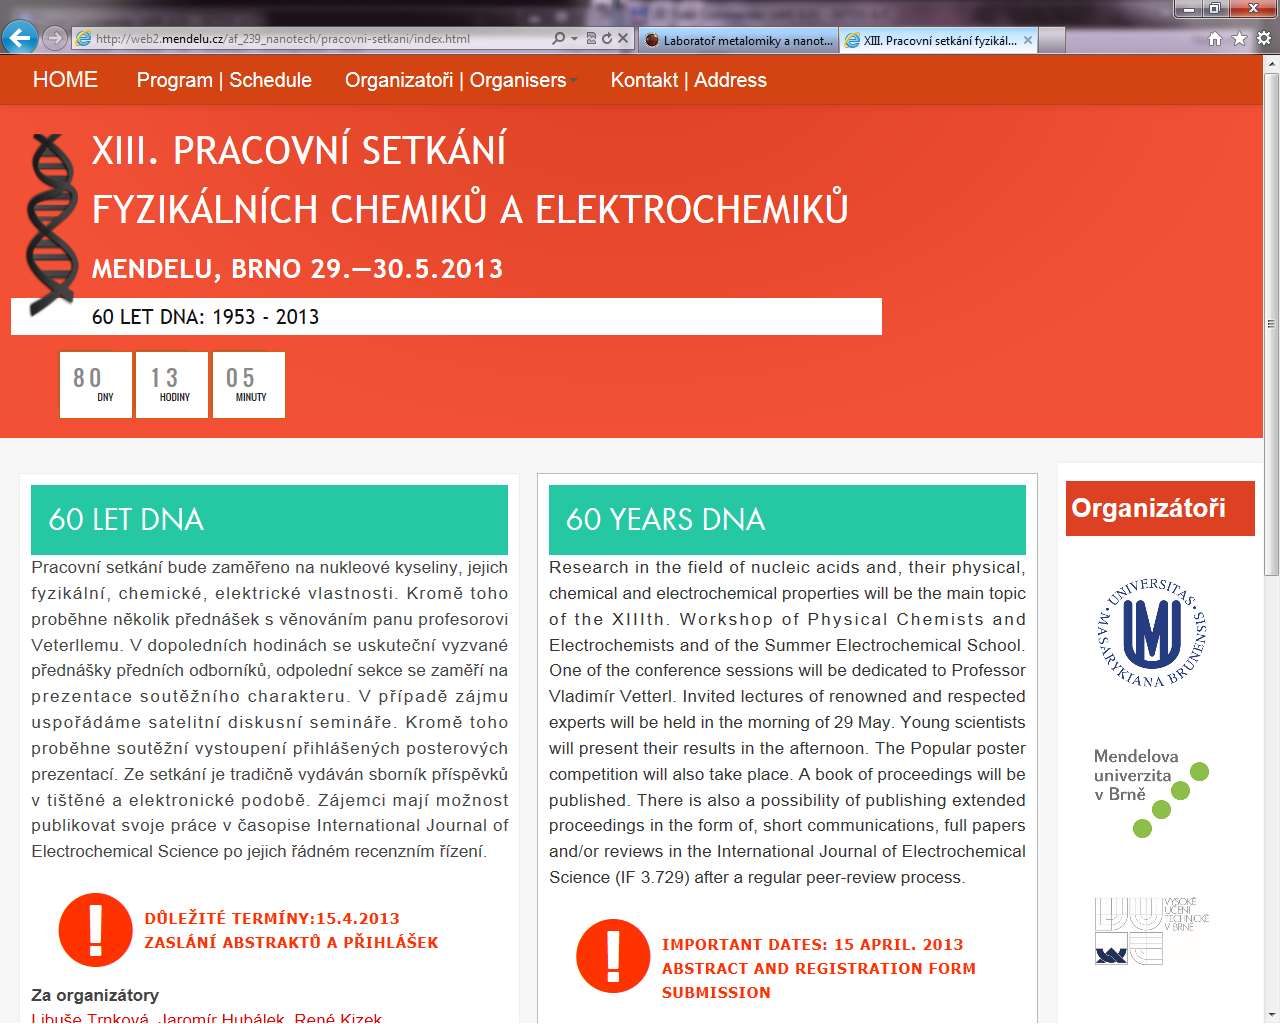 http://web2.mendelu.cz/af_239_nanotech/pracovni-setkani/index.html
Laboratoř metalomiky a nanot...
XIII. Pracovní setkání fyzikál...
HOME
Program | Schedule
Organizatoři | Organisers
Kontakt | Address
XIII. PRACOVNÍ SETKÁNÍ
FYZIKÁLNÍCH CHEMIKŮ A ELEKTROCHEMIKŮ
MENDELU, BRNO 29.—30.5.2013
60 LET DNA: 1953 - 2013
80
DNY
13
HODINY
05
MINUTY
60 LET DNA
Pracovní setkání bude zaměřeno na nukleové kyseliny, jejich
fyzikální, chemické, elektrické vlastnosti. Kromě toho
proběhne několik přednášek s věnováním panu profesorovi
Veterllemu. V dopoledních hodinách se uskuteční vyzvané
přednášky předních odborníků, odpolední sekce se zaměří na
prezentace soutěžního charakteru. V případě zájmu
uspořádáme satelitní diskusní semináře. Kromě toho
proběhne soutěžní vystoupení přihlášených posterových
prezentací. Ze setkání je tradičně vydáván sborník příspěvků
v tištěné a elektronické podobě. Zájemci mají možnost
publikovat svoje práce v časopise International Journal of
Electrochemical Science po jejich řádném recenzním řízení.
DŮLEŽITÉ TERMÍNY:15.4.2013
ZASLÁNÍ ABSTRAKTŮ A PŘIHLÁŠEK
Za organizátory
Libuše Trnková, Jaromír Hubálek, René Kizek
60 YEARS DNA
Research in the field of nucleic acids and, their physical,
chemical and electrochemical properties will be the main topic
of the XIIIth. Workshop of Physical Chemists and
Electrochemists and of the Summer Electrochemical School.
One of the conference sessions will be dedicated to Professor
Vladimír Vetterl. Invited lectures of renowned and respected
experts will be held in the morning of 29 May. Young scientists
will present their results in the afternoon. The Popular poster
competition will also take place. A book of proceedings will be
published. There is also a possibility of publishing extended
proceedings in the form of, short communications, full papers
and/or reviews in the International Journal of Electrochemical
Science (IF 3.729) after a regular peer-review process.
IMPORTANT DATES: 15 APRIL. 2013
ABSTRACT AND REGISTRATION FORM
SUBMISSION
Organizátoři
UNIVERSITAS
MASARYKIANA BRUNENSIS
Mendelova
univerzita
v Brně
VYSOKÉ
UČENÍ
TECHNICKÉ
V BRNĚ